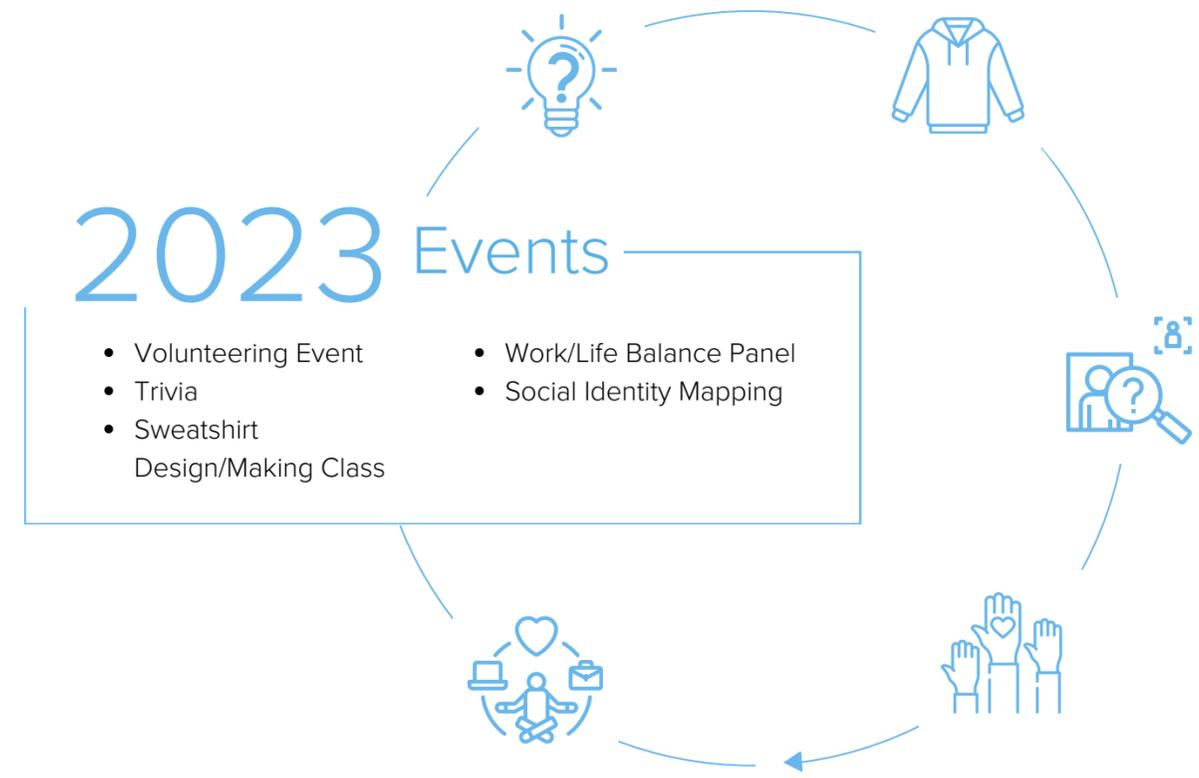 2023 Events
• Volunteering Event
• Trivia
• Sweatshirt
Design/Making Class
• Work/Life Balance Panel
• Social Identity Mapping
?
?